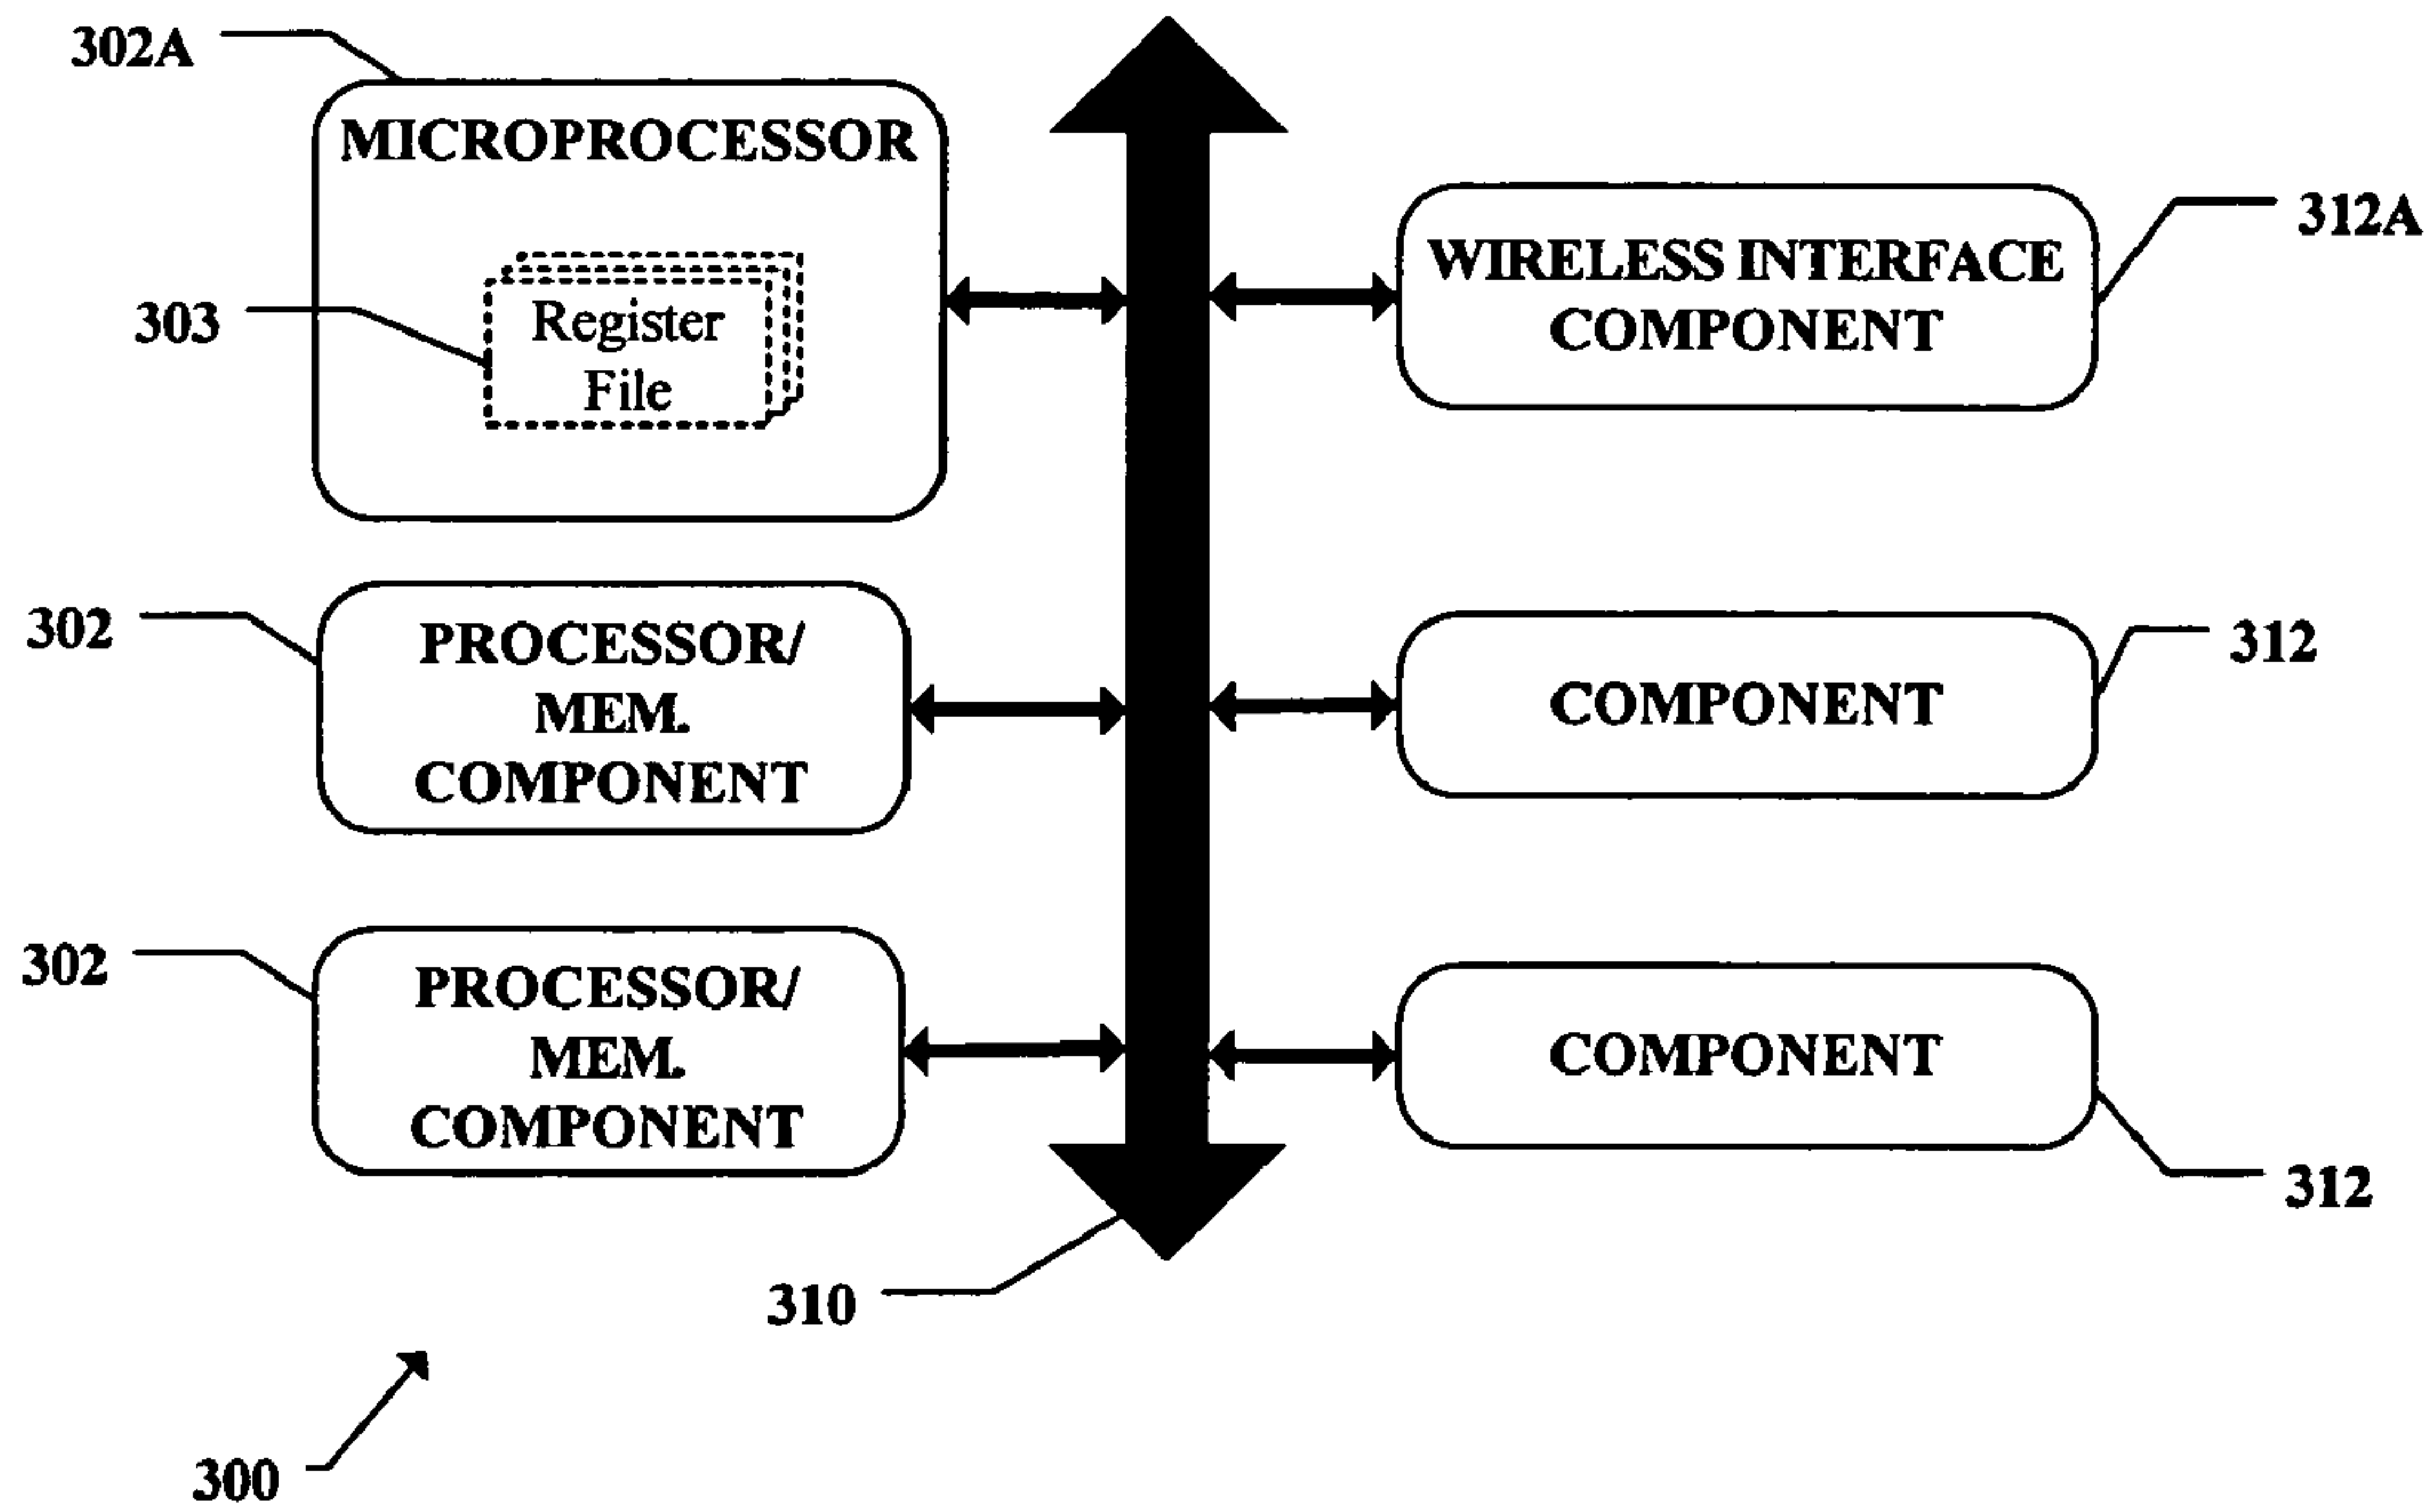 302A
MICROPROCESSOR
303
Register
File
WIRELESS INTERFACE
COMPONENT
312A
302
PROCESSOR/
MEM.
COMPONENT
COMPONENT
312
302
PROCESSOR/
MEM.
COMPONENT
COMPONENT
312
310
300